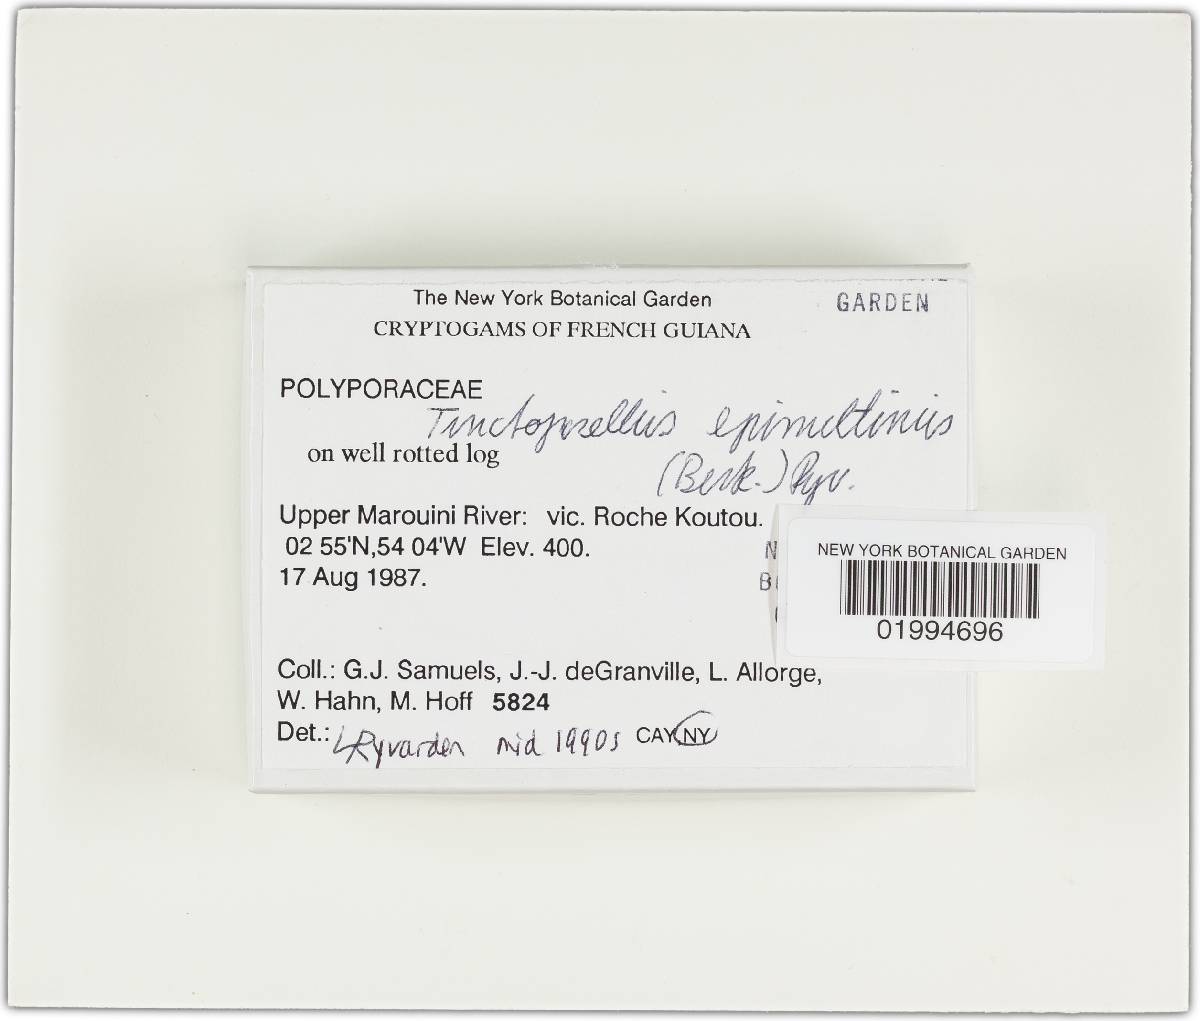 The New York Botanical Garden
GARDEN
CRYPTOGAMS OF FRENCH GUIANA
POLYPORACEAE
Tinctoporellus epimiltinus
on well rotted log
(Berk.) Ryv.
Upper Marouini River: vic. Roche Koutou.
02 55'N,54 04'W Elev. 400.
17 Aug 1987.
NEW YORK BOTANICAL GARDEN
01994696
Coll.: G.J. Samuels, J.-J. deGranville, L. Allorge,
W. Hahn, M. Hoff 5824
Det.: L Ryvarden mid 1990s CAY, NY